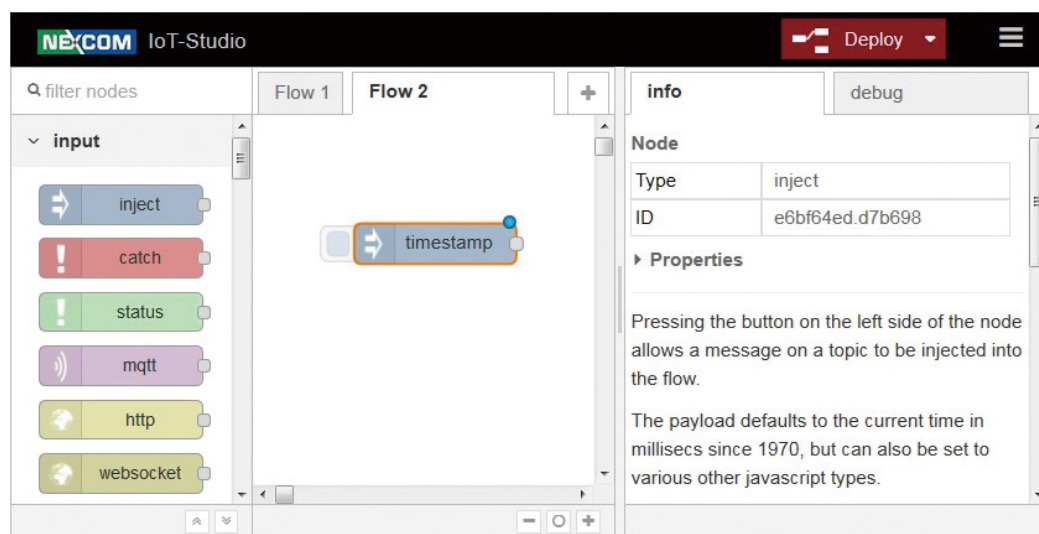 NEXCOM IoT-Studio
Deploy
filter nodes
input
inject
catch
status
mqtt
http
websocket
Flow 1
Flow 2
timestamp
info
debug
Node
Type inject
ID e6bf64ed.d7b698
Properties
Pressing the button on the left side of the node
allows a message on a topic to be injected into
the flow.
The payload defaults to the current time in
millisecs since 1970, but can also be set to
various other javascript types.